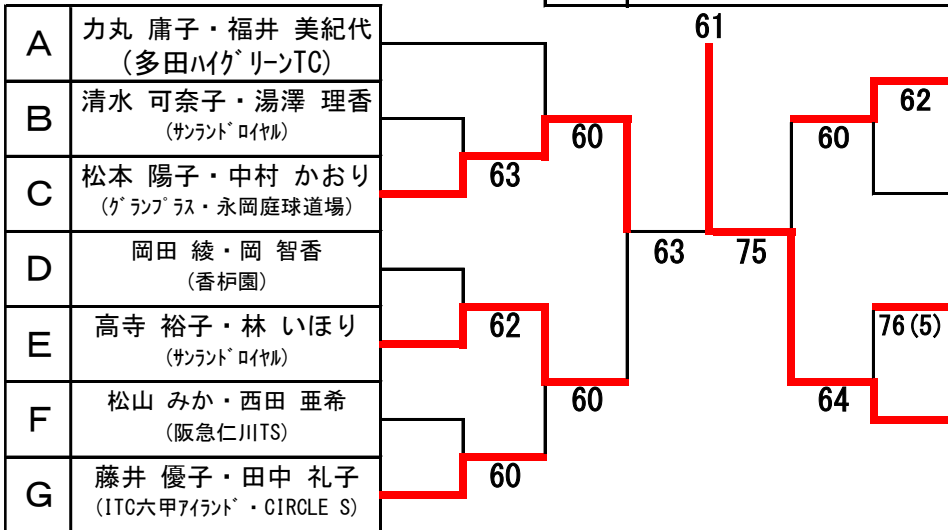 A
力丸 庸子・福井 美紀代
(多田ﾊｲｸﾞﾘｰﾝTC)
B
清水 可奈子・湯澤 理香
(ｻﾝﾗﾝﾄﾞﾛｲﾔﾙ)
C
松本 陽子・中村 かおり
(ｸﾞﾗﾝﾌﾟﾗｽ・永岡庭球道場)
D
岡田 綾・岡 智香
(香枦園)
E
高寺 裕子・林 いほり
(ｻﾝﾗﾝﾄﾞﾛｲﾔﾙ)
F
松山 みか・西田 亜希
(阪急仁川TS)
G
藤井 優子・田中 礼子
(ITC六甲ｱｲﾗﾝﾄﾞ・CIRCLE S)
63
62
60
60
60
63
61
75
60
64
62
76(5)